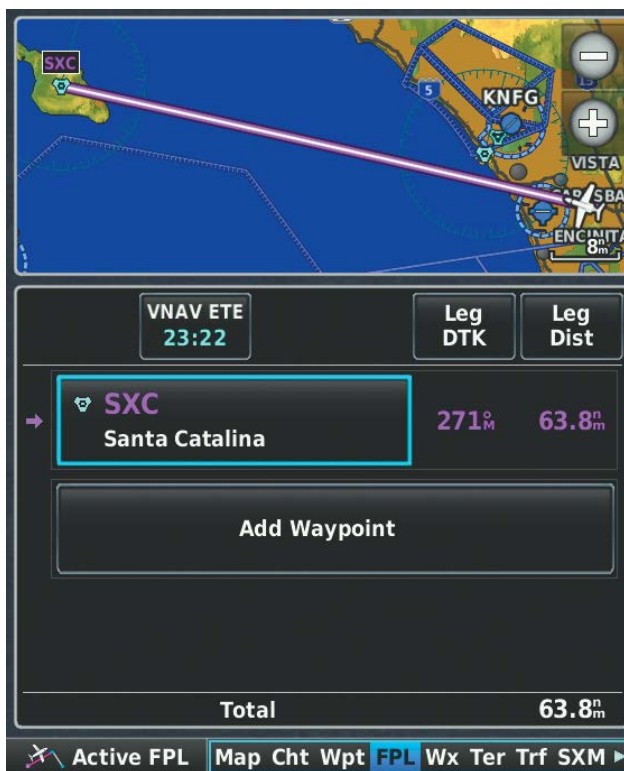 SXC
5
15
KNFG
VISTA
ENCINITA
8nm
VNAV ETE
23:22
Leg
DTK
Leg
Dist
SXC
Santa Catalina
271°M
63.8nm
Add Waypoint
Total 63.8nm
Active FPL Map Cht Wpt FPL Wx Ter Trf SXM